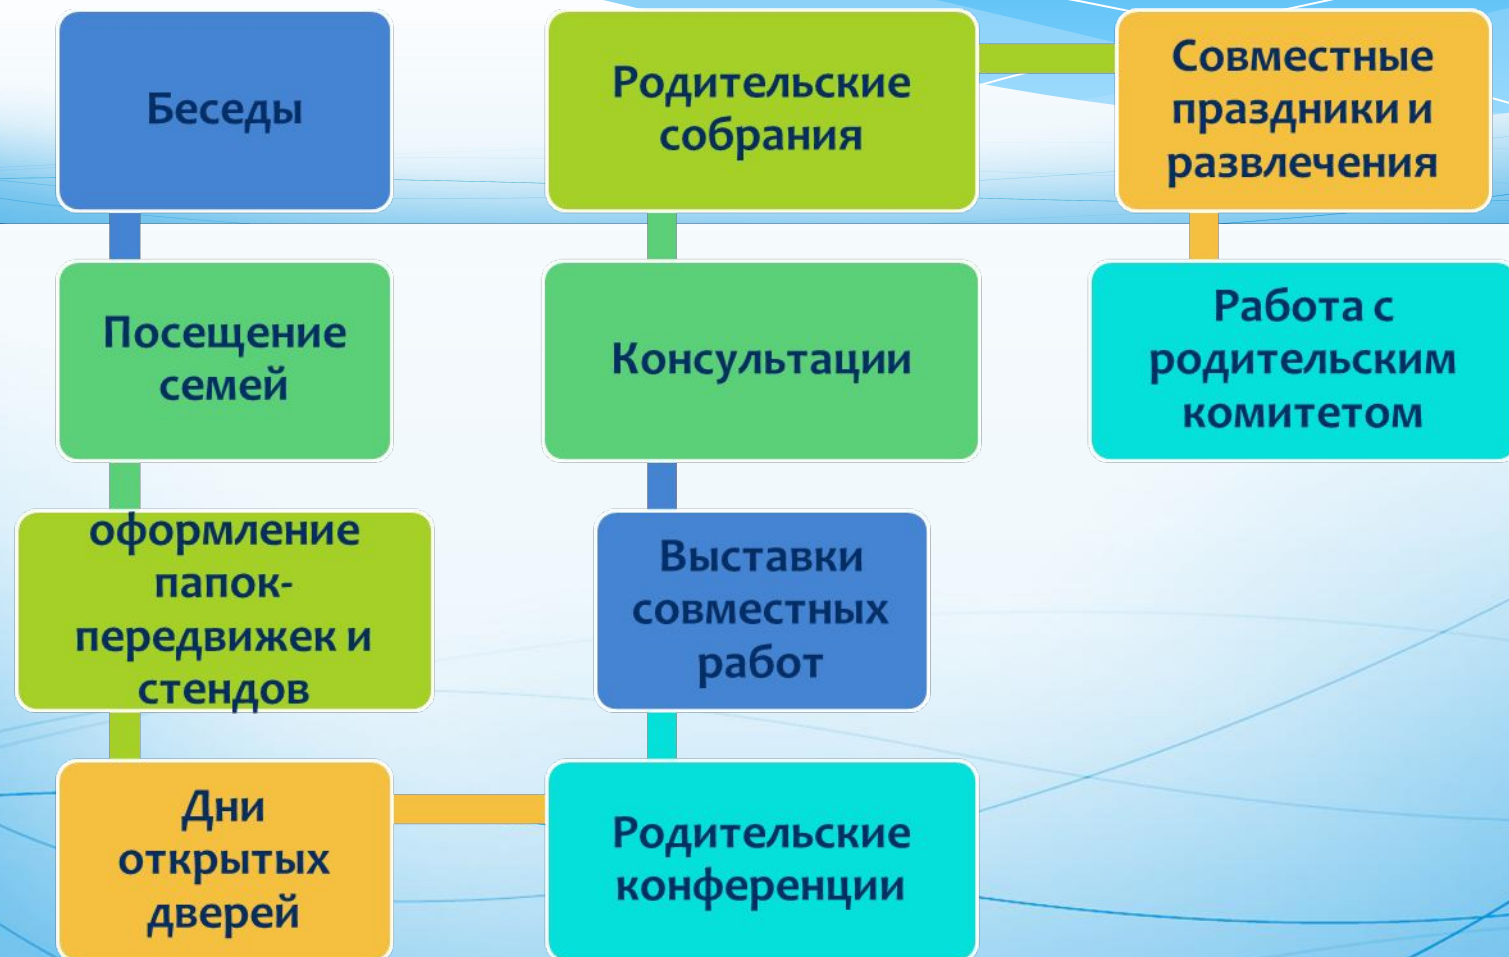 Беседы
Посещение
семей
оформление
папок-
передвижек и
стендов
Дни
открытых
дверей
Родительские
конференции
Выставки
совместных
работ
Консультации
Родительские
собрания
Совместные
праздники и
развлечения
Работа с
родительским
комитетом